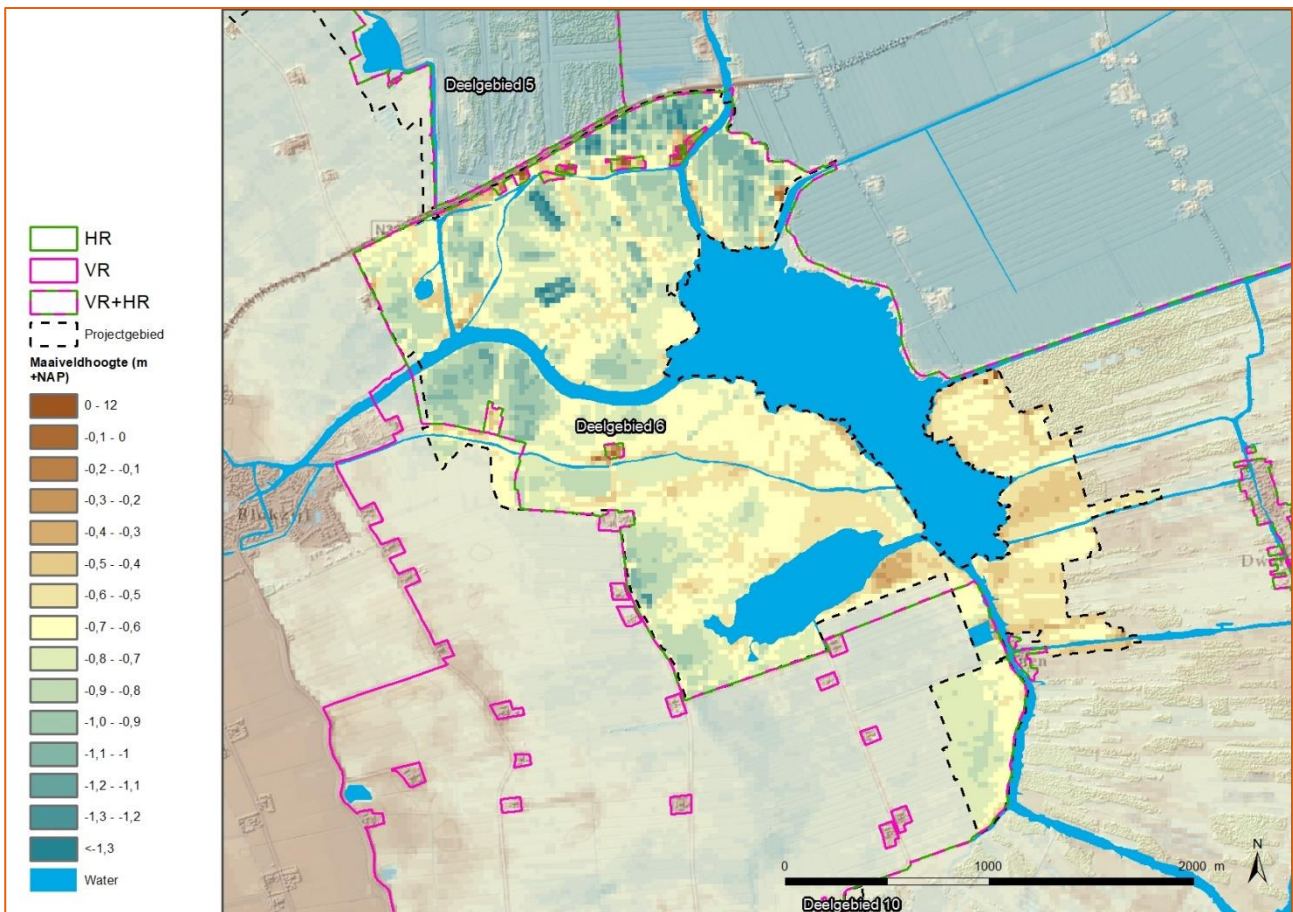 HR
VR
VR+HR
Projectgebied
Maaiveldhoogte (m
+NAP)
0 - 12
-0,1 - 0
-0,2 - -0,1
-0,3 - -0,2
-0,4 - -0,3
-0,5 - -0,4
-0,6 - -0,5
-0,7 - -0,6
-0,8 - -0,7
-0,9 - -0,8
-1,0 - -0,9
-1,1 - -1
-1,2 - -1,1
-1,3 - -1,2
<-1,3
Water
Deelgebied 5
Deelgebied 6
Blokzijl
N
0 1000 2000 m
Deelgebied 10